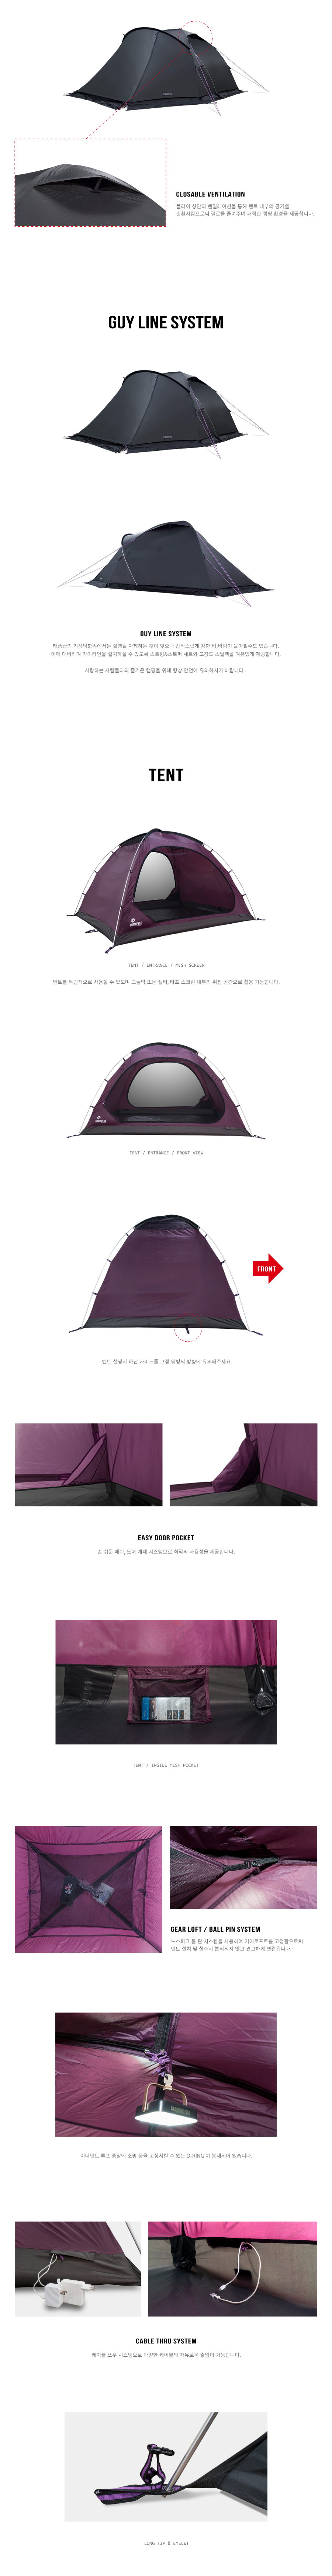 CLOSABLE VENTILATION
플라이 상단의 벤틸레이션을 통해 텐트 내부의 공기를
순환시킴으로써 결로를 줄여주며 쾌적한 캠핑 환경을 제공합니다.
GUY LINE SYSTEM
GUY LINE SYSTEM
태풍급의 기상악화속에서는 설영을 자제하는 것이 맞으나 갑작스럽게 강한 비,바람이 몰아칠수도 있습니다.
이에 대비하여 가이라인을 설치하실 수 있도록 스트링&스토퍼 세트와 고강도 스틸팩을 여유있게 제공합니다.
사랑하는 사람들과의 즐거운 캠핑을 위해 항상 안전에 유의하시기 바랍니다 .
TENT
TENT / ENTRANCE / MESH SCREEN
텐트를 독립적으로 사용할 수 있으며 그늘막 또는 쉘터, 타프 스크린 내부의 취침 공간으로 활용 가능합니다.
TENT / ENTRANCE / FRONT VIEW
FRONT
텐트 설영시 하단 사이드폴 고정 웨빙의 방향에 유의해주세요
EASY DOOR POCKET
손 쉬운 매쉬, 도어 개폐 시스템으로 최적의 사용성을 제공합니다.
TENT / INSIDE MESH POCKET
GEAR LOFT / BALL PIN SYSTEM
노스피크 볼 핀 시스템을 사용하여 기어로프트를 고정함으로써
텐트 설치 및 철수시 분리되지 않고 견고하게 연결됩니다.
이너텐트 루프 중앙에 조명 등을 고정시킬 수 있는 O-RING 이 봉제되어 있습니다.
CABLE THRU SYSTEM
케이블 쓰루 시스템으로 다양한 케이블의 자유로운 출입이 가능합니다.
LONG TIP & EYELET